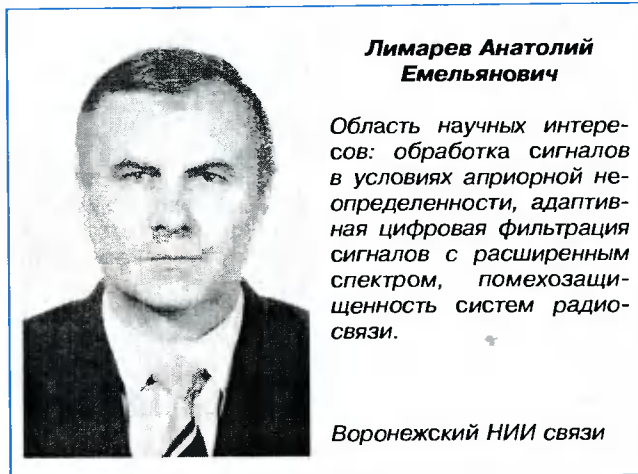 Лимарев Анатолий
Емельянович
Область научных интере-
сов: обработка сигналов
в условиях априорной не-
определенности, адаптив-
ная цифровая фильтрация
сигналов с расширенным
спектром, помехозащи-
щенность систем радио-
связи.
Воронежский НИИ связи